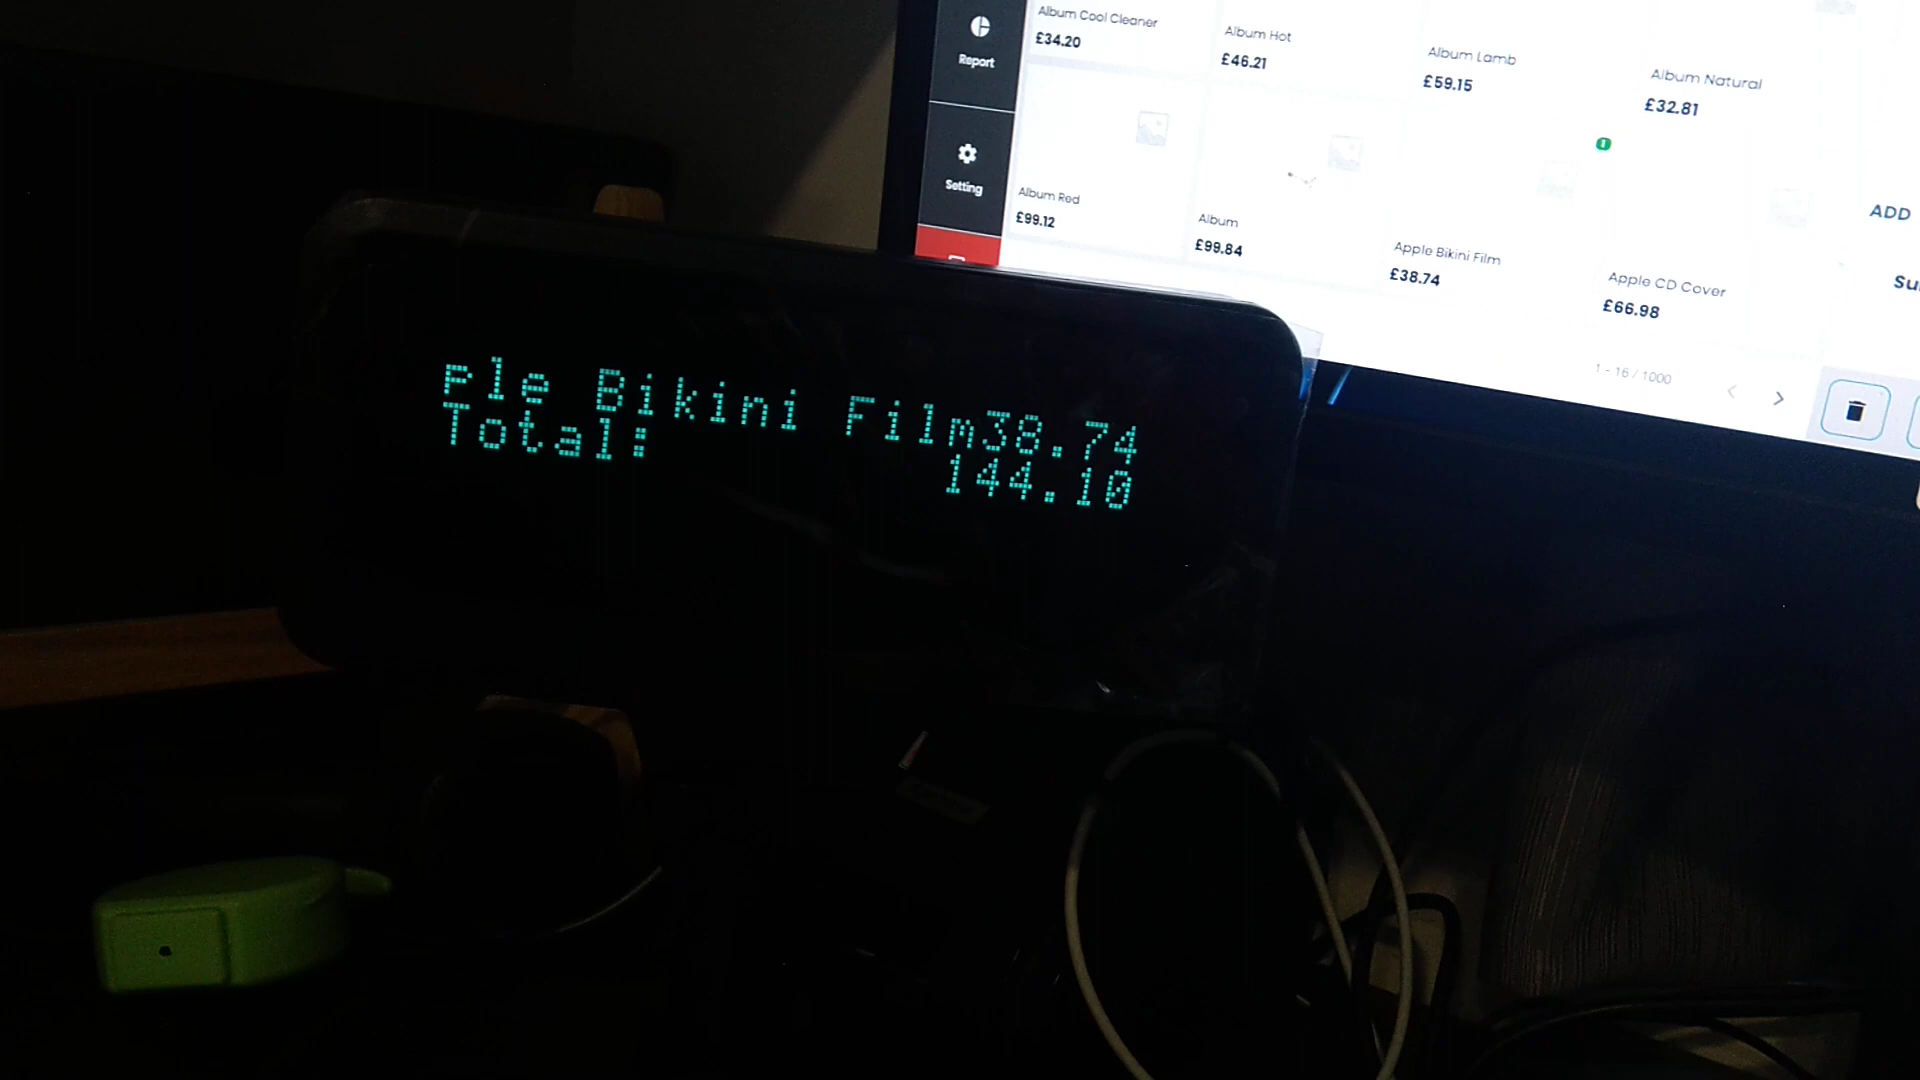 Report
Setting
Album Cool Cleaner
£34.20
Album Hot
£46.21
Album Lamb
£59.15
Album Natural
£32.81
Album Red
£99.12
Album
£99.84
Apple Bikini Film
£38.74
1
Apple CD Cover
£66.98
ADD
1 - 16 / 1000
ple Bikini Film38.74
Total: 144.10